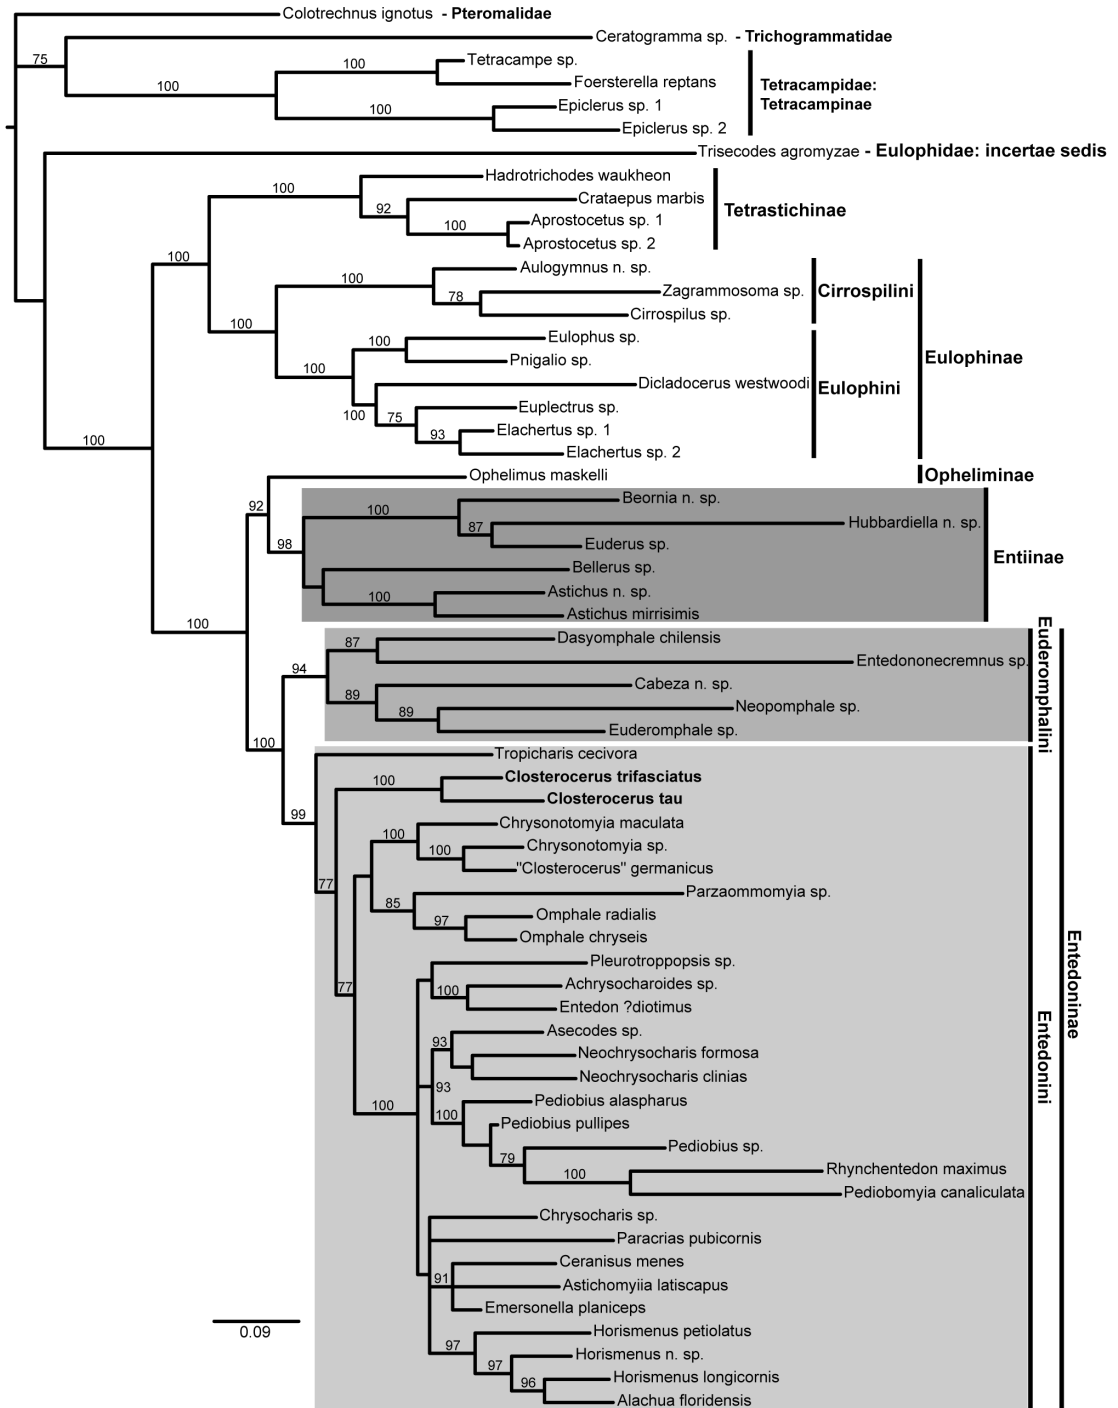 Colotrechnus ignotus - Pteromalidae
Ceratogramma sp. - Trichogrammatidae
75
Tetracampe sp.
100
Foersterella reptans
Tetracampidae:
Tetracampinae
100
Epiclerus sp. 1
100
Epiclerus sp. 2
Trisecodes agromyzae - Eulophidae: incertae sedis
Hadrotrichodes waukheon
100
Crataepus marbis
92
Tetrastichinae
Aprostocetus sp. 1
100
Aprostocetus sp. 2
100
Aulogymnus n. sp.
100
Zagrammosoma sp.
Cirrospilini
78
Cirrospilus sp.
100
Eulophus sp.
100
Pnigalio sp.
Eulophinae
100
Dicladocerus westwoodi
Eulophini
100
Euplectrus sp.
75
Elachertus sp. 1
93
100
Elachertus sp. 2
Ophelimus maskelli
Opheliminae
92
Beornia n. sp.
100
Hubbardiella n. sp.
87
98
Euderus sp.
Entiinae
Bellerus sp.
Astichus n. sp.
100
Astichus mirrisimis
100
Dasyomphale chilensis
87
Entedononecremnus sp.
94
Cabeza n. sp.
89
Neopomphale sp.
89
Euderomphale sp.
Euderomphalini
100
Tropicharis cecivora
Closterocerus trifasciatus
100
Closterocerus tau
99
Chrysonotomyia maculata
100
Chrysonotomyia sp.
100
"Closterocerus" germanicus
77
Parzaommomyia sp.
85
Omphale radialis
97
Omphale chryseis
Pleurotroppopsis sp.
77
Achrysocharoides sp.
100
Entedon ?diotimus
Entedoninae
Asecodes sp.
93
Neochrysocharis formosa
Neochrysocharis clinias
93
Entedonini
Pediobius alaspharus
100
100
Pediobius pullipes
Pediobius sp.
79
Rhynchentedon maximus
100
Pediobomyia canaliculata
Chrysocharis sp.
Paracrias pubicornis
Ceranisus menes
91
Astichomyiia latiscapus
Emersonella planiceps
0.09
Horismenus petiolatus
97
Horismenus n. sp.
97
Horismenus longicornis
96
Alachua floridensis